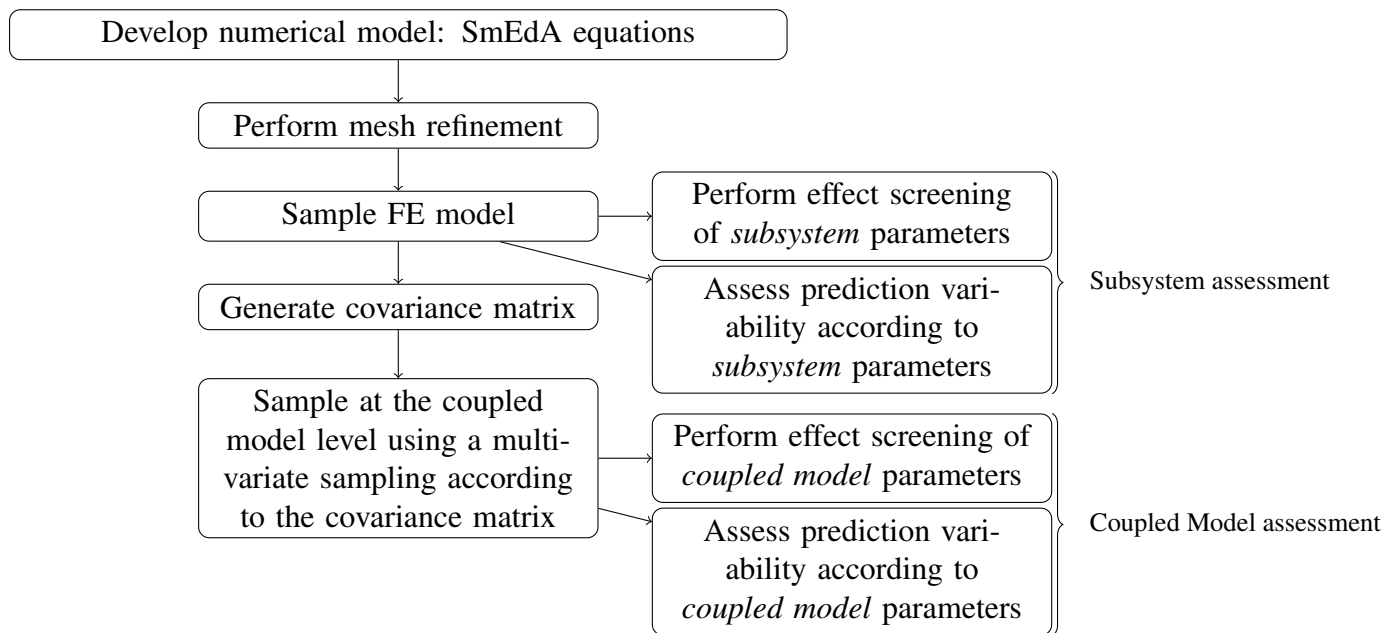 Develop numerical model: SmEdA equations
Perform mesh refinement
Sample FE model
Perform effect screening
of subsystem parameters
Generate covariance matrix
Assess prediction vari-
ability according to
subsystem parameters
Subsystem assessment
Sample at the coupled
model level using a multi-
variate sampling according
to the covariance matrix
Perform effect screening of
coupled model parameters
Assess prediction vari-
ability according to
coupled model parameters
Coupled Model assessment